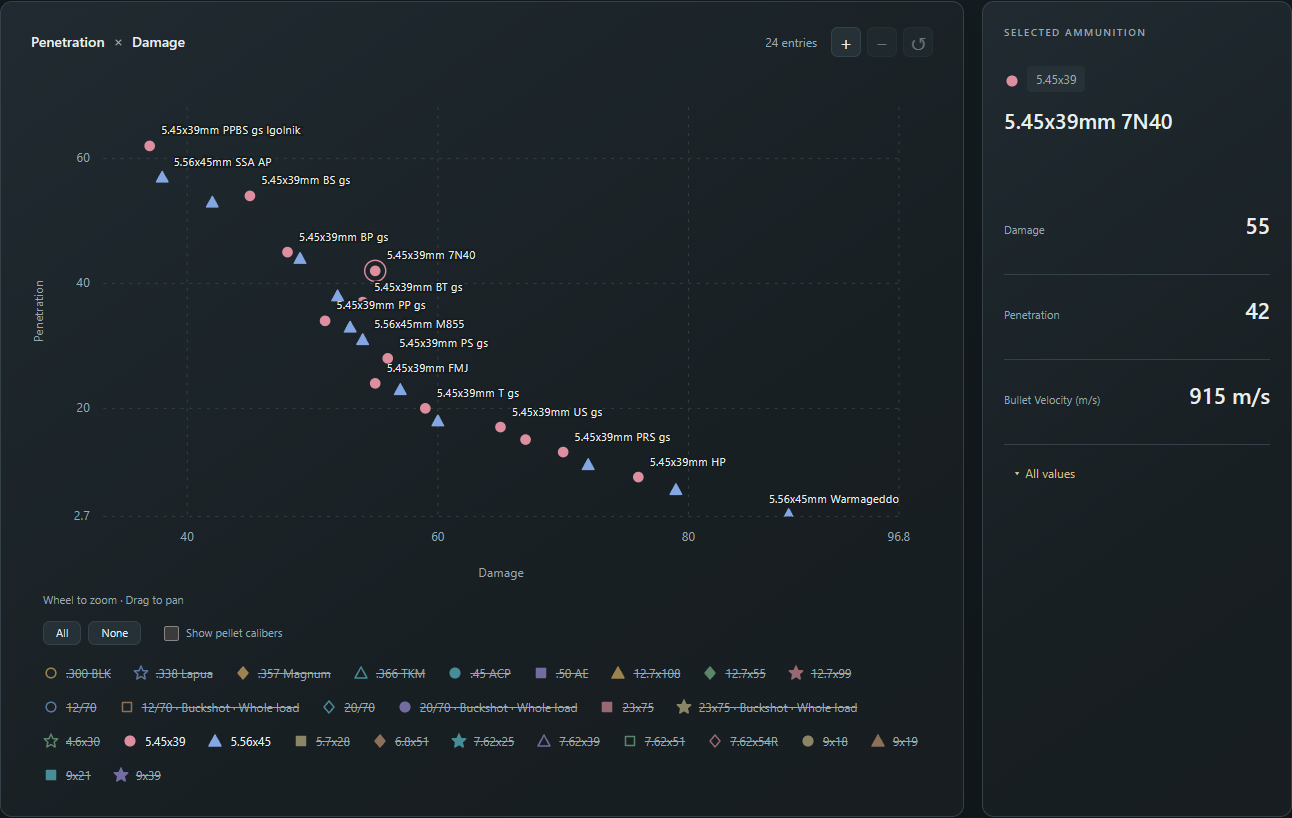 Penetration × Damage
24 entries
+
−
↺
5.45x39mm PPBS gs Igolnik
60
5.56x45mm SSA AP
5.45x39mm BS gs
5.45x39mm BP gs
5.45x39mm 7N40
40
5.45x39mm BT gs
5.45x39mm PP gs
5.56x45mm M855
5.45x39mm PS gs
5.45x39mm FMJ
5.45x39mm T gs
20
5.45x39mm US gs
5.45x39mm PRS gs
5.45x39mm HP
5.56x45mm Warmageddo
2.7
Penetration
40 60 80 96.8
Damage
Wheel to zoom · Drag to pan
All None Show pellet calibers
.300 BLK .338 Lapua .357 Magnum .366 TKM .45 ACP .50 AE 12.7x108 12.7x55 12.7x99
12/70 12/70 · Buckshot · Whole load 20/70 20/70 · Buckshot · Whole load 23x75 23x75 · Buckshot · Whole load
4.6x30 5.45x39 5.56x45 5.7x28 6.8x51 7.62x25 7.62x39 7.62x51 7.62x54R 9x18 9x19
9x21 9x39
SELECTED AMMUNITION
5.45x39
5.45x39mm 7N40
Damage 55
Penetration 42
Bullet Velocity (m/s) 915 m/s
All values